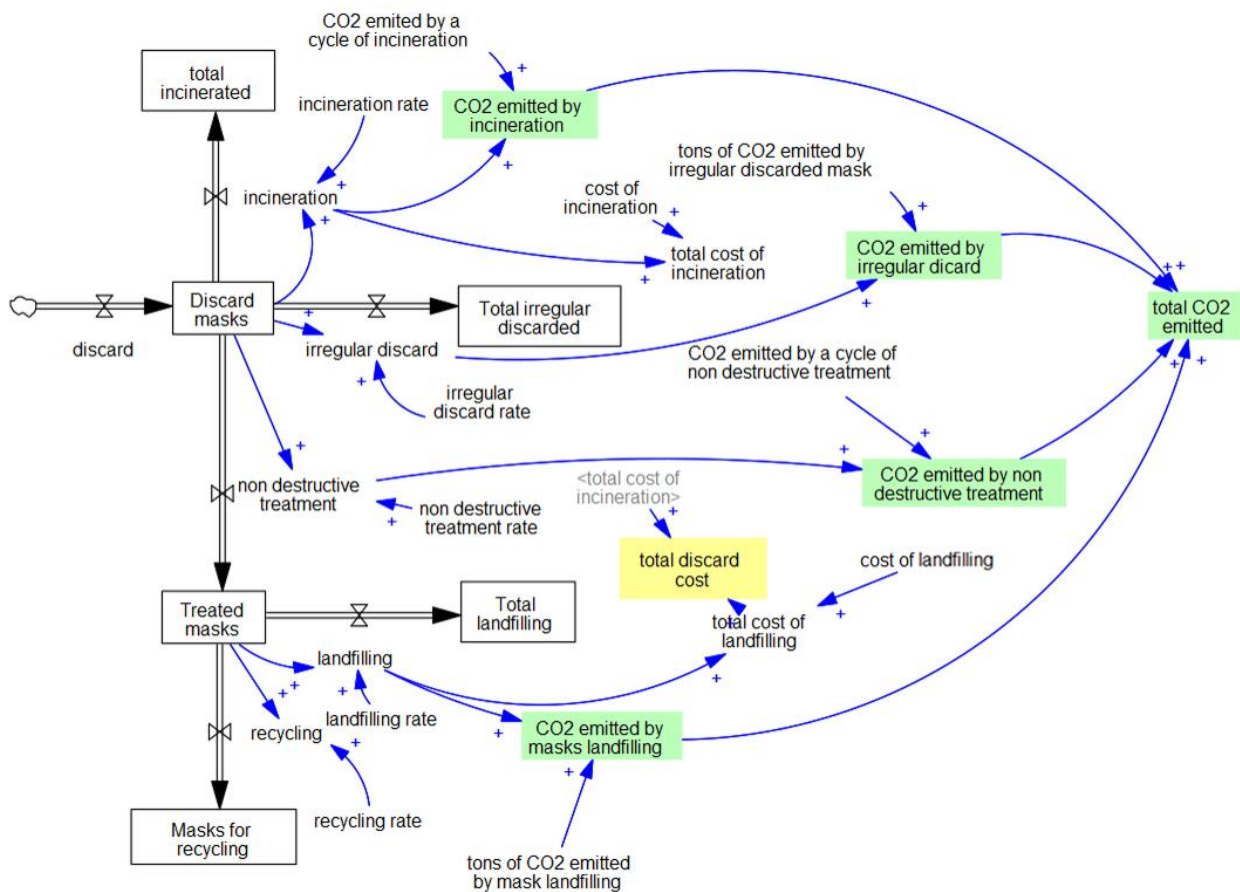 CO2 emited by a
cycle of incineration
total
incinerated
incineration rate
CO2 emitted by
incineration
tons of CO2 emitted by
irregular discarded mask
incineration
cost of
incineration
total cost of
incineration
CO2 emitted by
irregular dicard
Discard
masks
Total irregular
discarded
total CO2
emitted
discard
irregular discard
CO2 emitted by a cycle of
non destructive treatment
irregular
discard rate
non destructive
treatment
<total cost of
incineration>
CO2 emitted by non
destructive treatment
non destructive
treatment rate
total discard
cost
cost of landfilling
Treated
masks
Total
landfilling
total cost of
landfilling
landfilling
landfilling rate
recycling
CO2 emitted by
masks landfilling
recycling rate
Masks for
recycling
tons of CO2 emitted
by mask landfilling